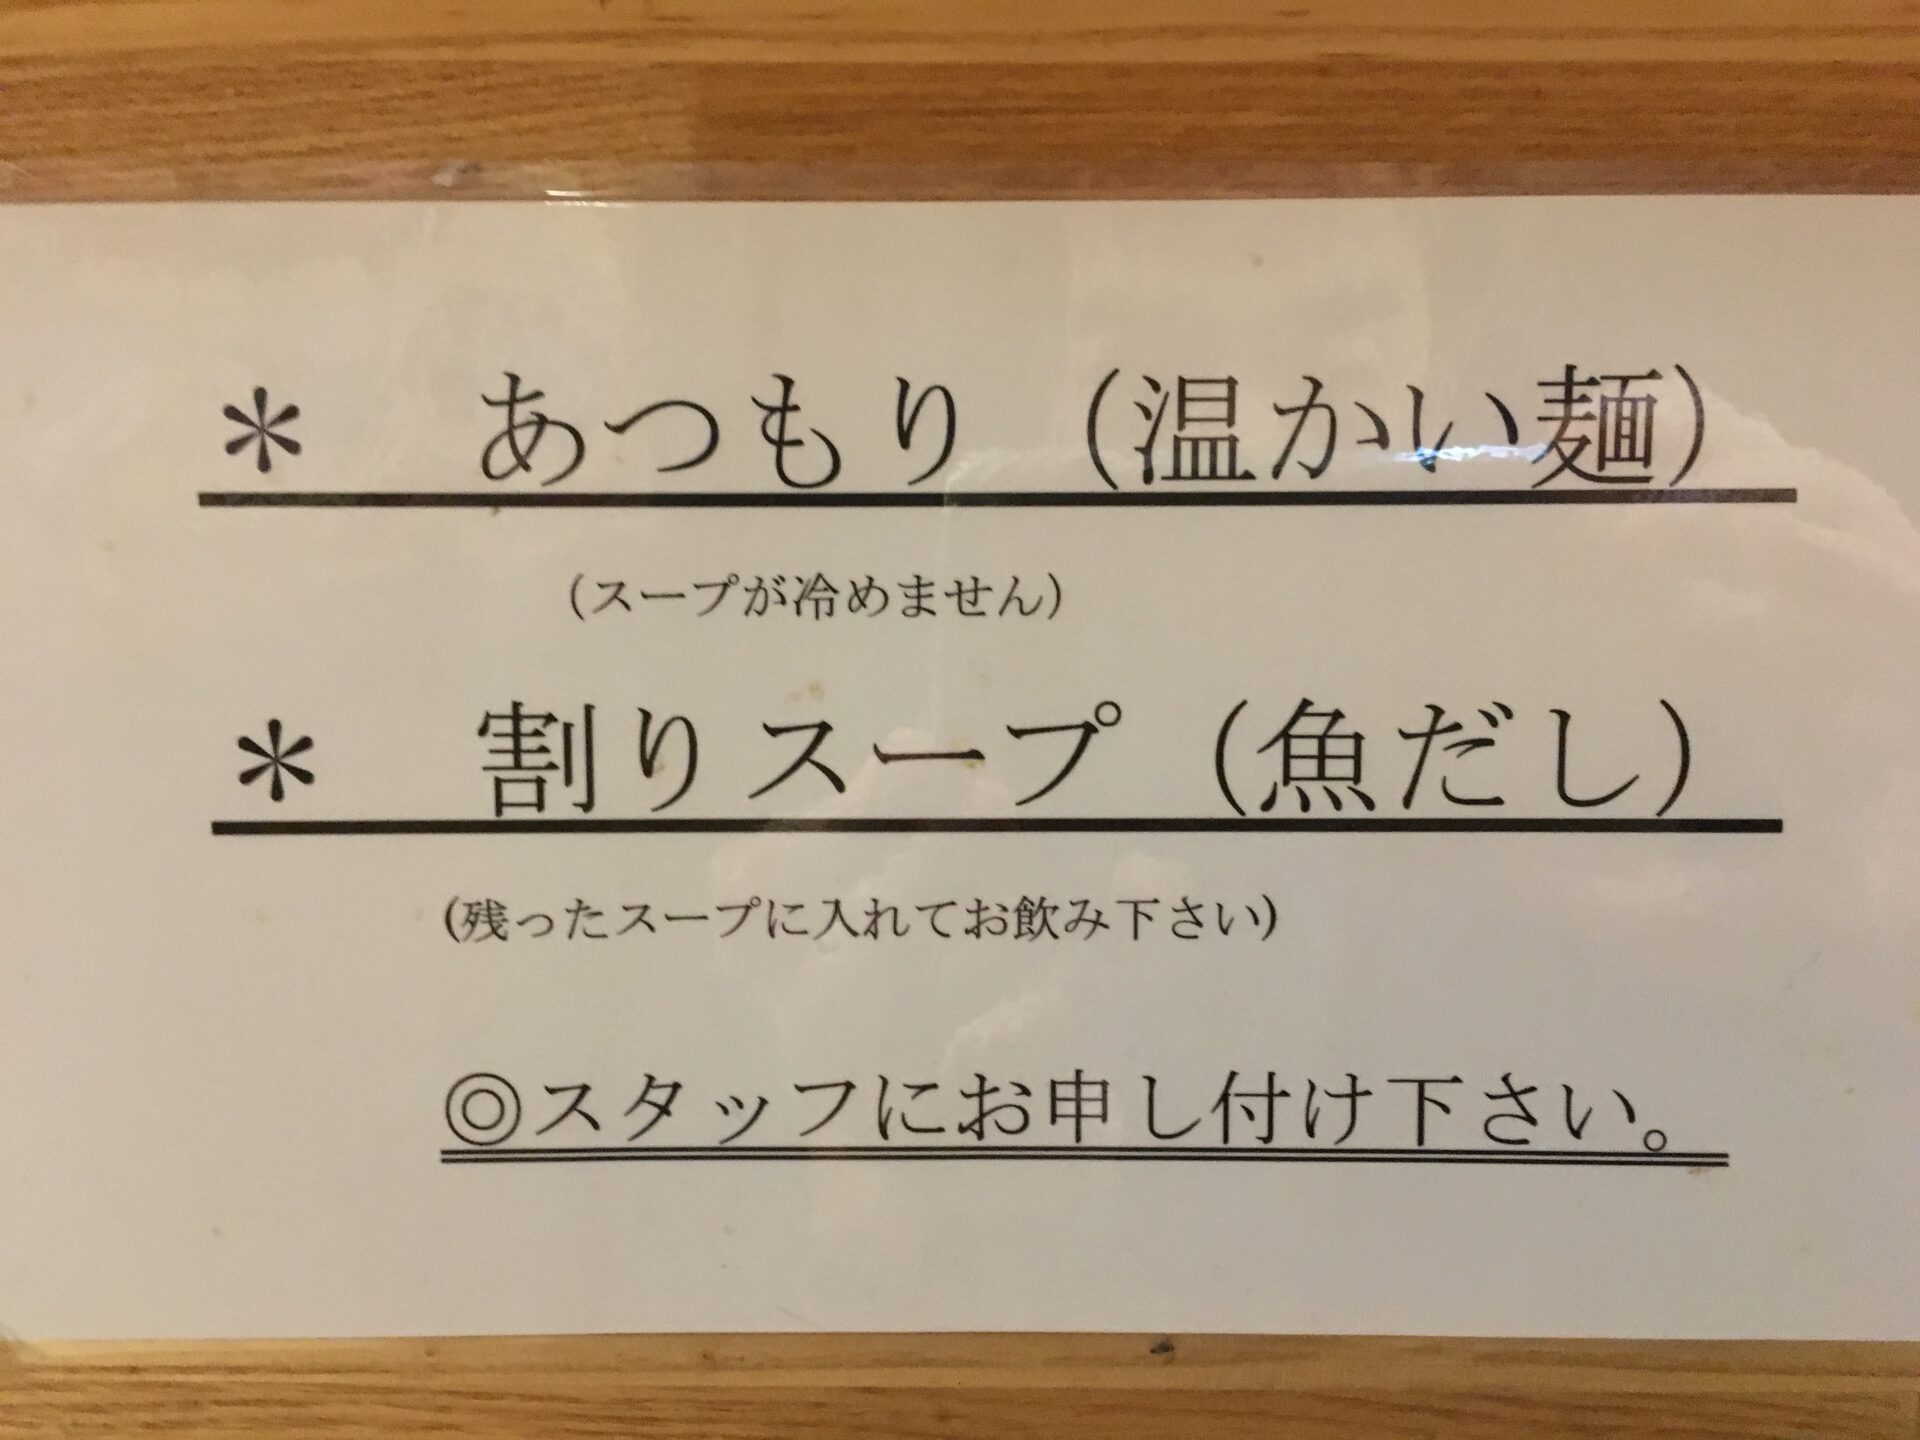 ＊　あつもり（温かい麺）
（スープが冷めません）
＊　割りスープ（魚だし）
(残ったスープに入れてお飲み下さい)
◎スタッフにお申し付け下さい。